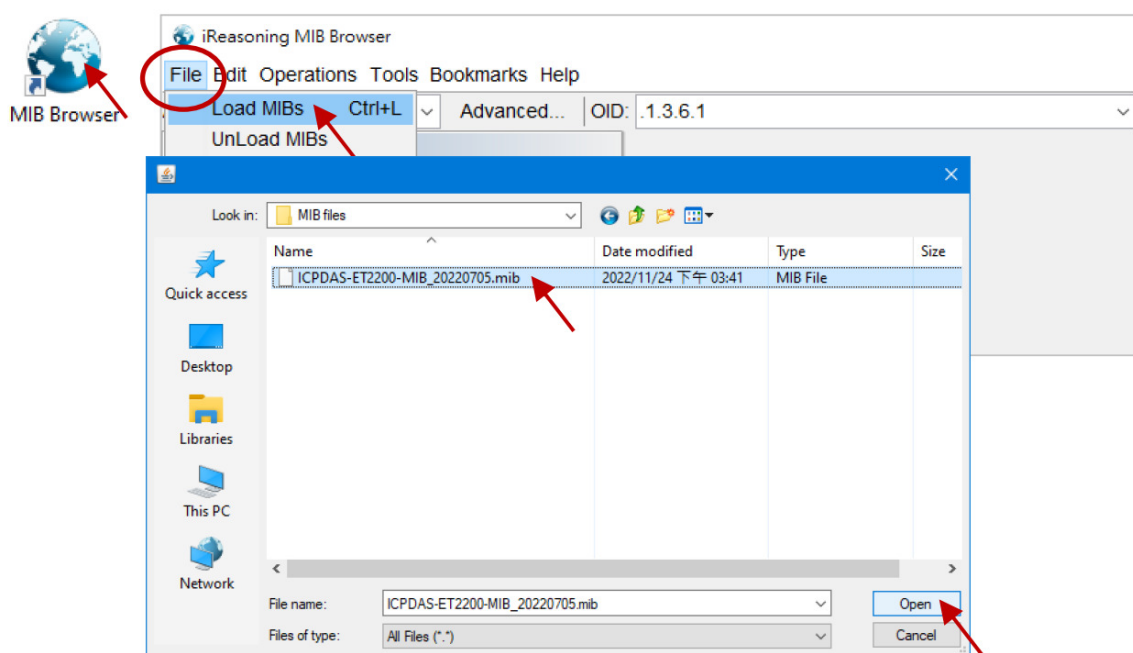 iReasoning MIB Browser
File Edit Operations Tools Bookmarks Help
MIB Browser
Load MIBs Ctrl+L
Advanced... OID: .1.3.6.1
UnLoad MIBs
Look in: MIB files
Name Date modified Type Size
ICPDAS-ET2200-MIB_20220705.mib 2022/11/24 下午 03:41 MIB File
Quick access
Desktop
Libraries
This PC
Network
File name: ICPDAS-ET2200-MIB_20220705.mib Open
Files of type: All Files (*.*) Cancel